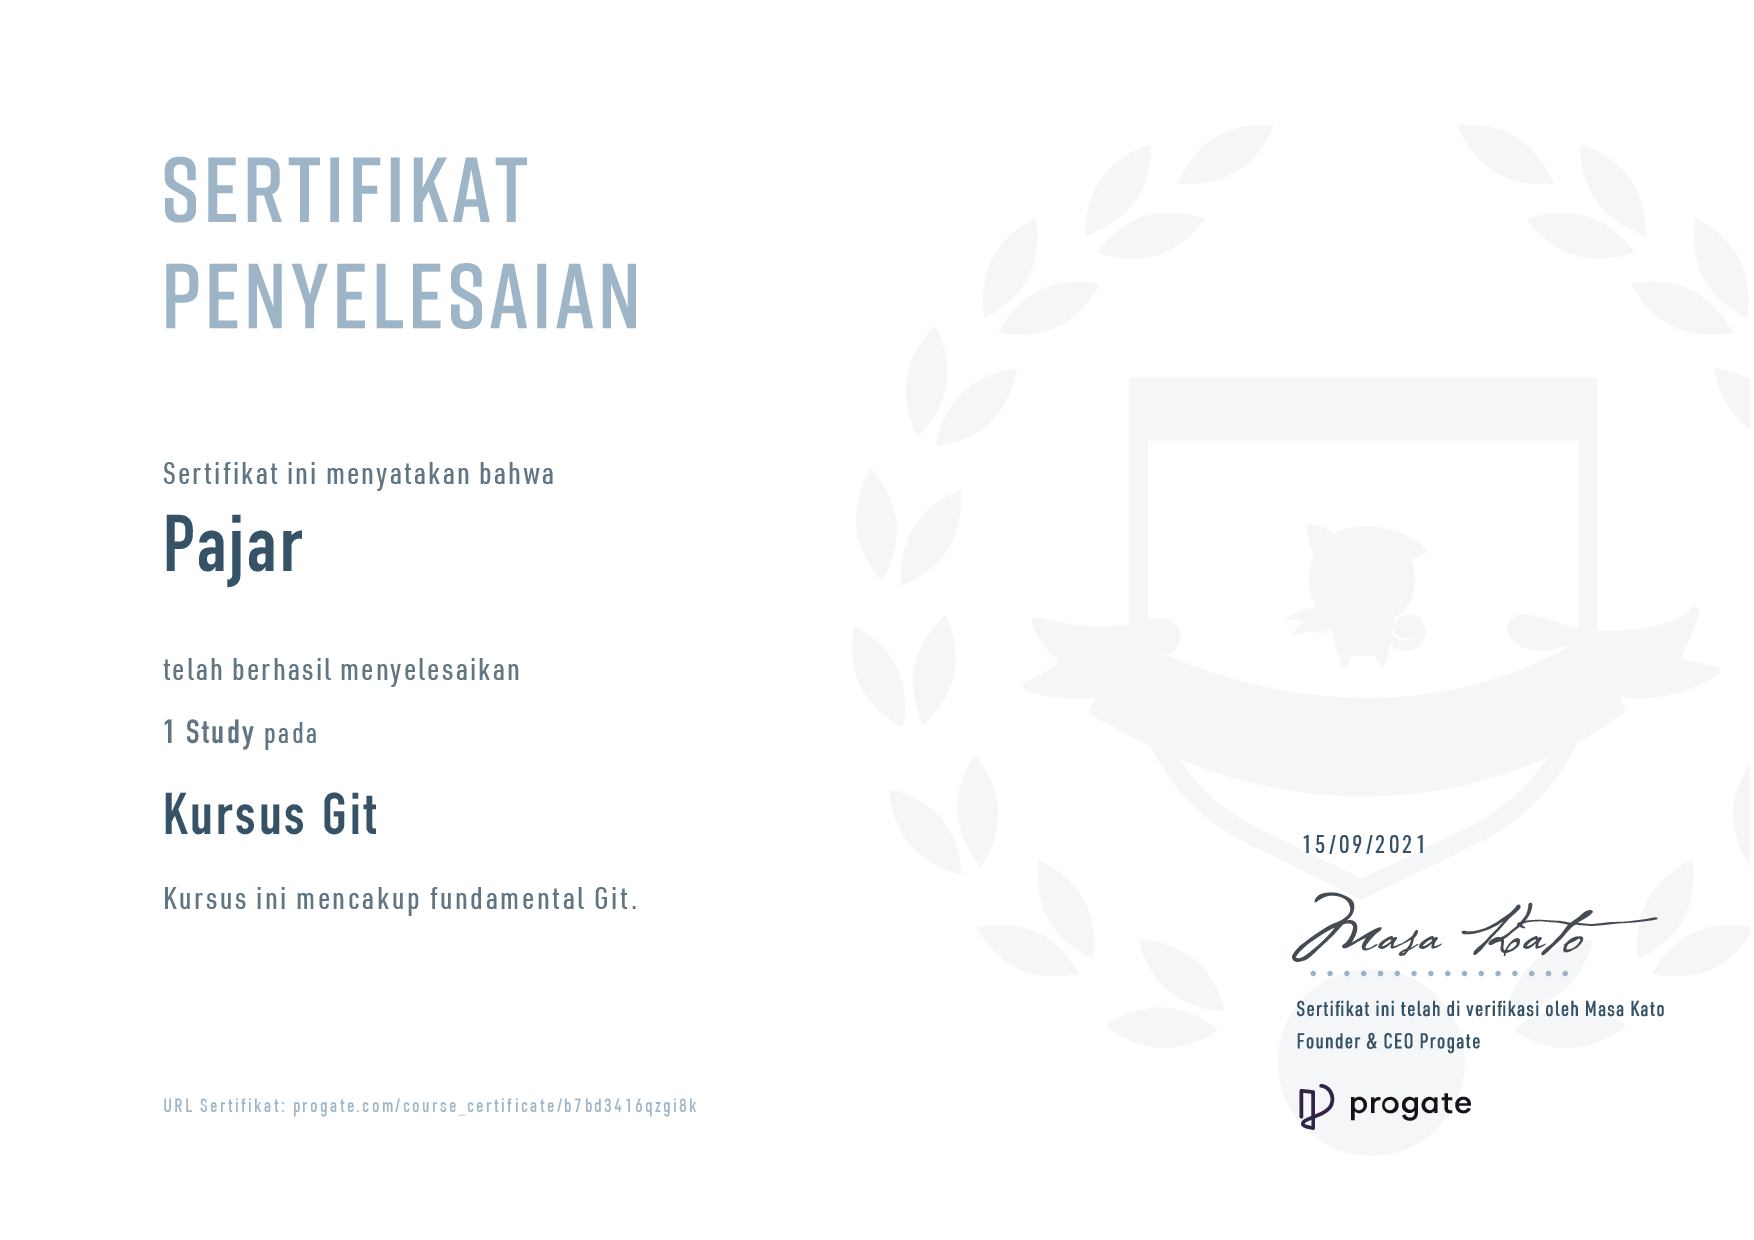 SERTIFIKAT
PENYELESAIAN
Sertifikat ini menyatakan bahwa
Pajar
telah berhasil menyelesaikan
1 Study pada
Kursus Git
Kursus ini mencakup fundamental Git.
15/09/2021
Masa Kato
Sertifikat ini telah di verifikasi oleh Masa Kato
Founder & CEO Progate
progate
URL Sertifikat: progate.com/course_certificate/b7bd3416qzgi8k